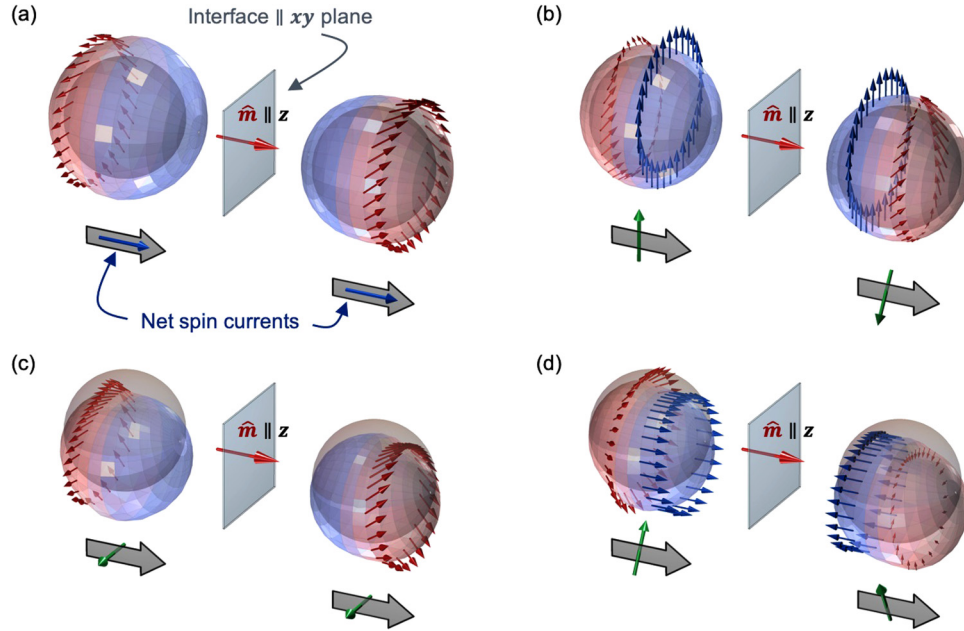 (a)
Interface ∥ xy plane
(b)
m̂ ∥ z
m̂ ∥ z
Net spin currents
(c)
(d)
m̂ ∥ z
m̂ ∥ z